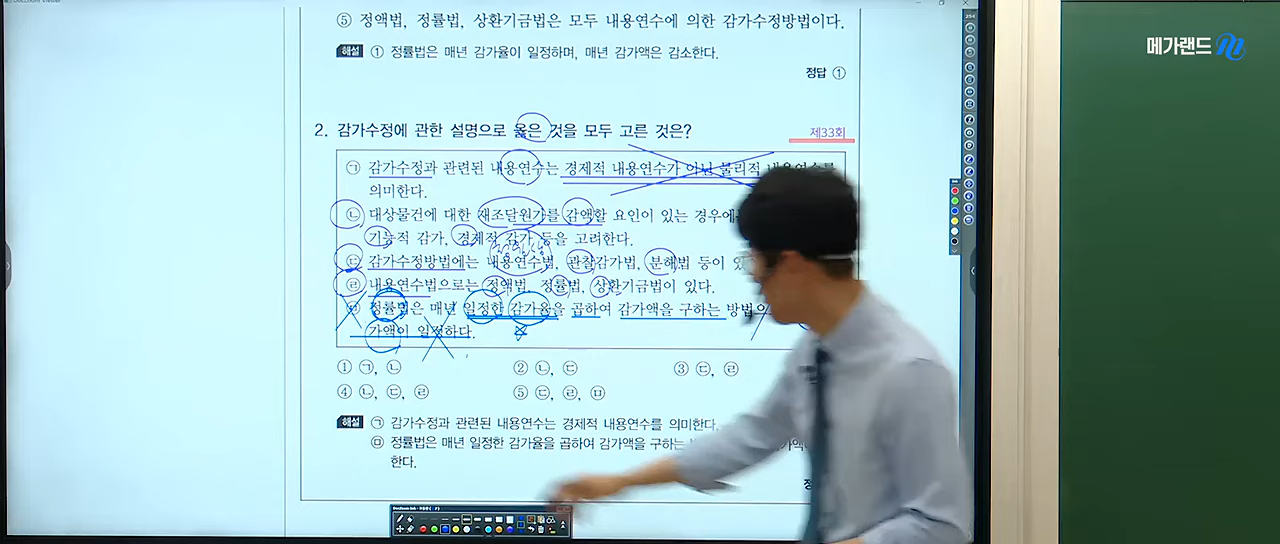 ⑤ 정액법, 정률법, 상환기금법은 모두 내용연수에 의한 감가수정방법이다.
메가랜드
해설 ① 정률법은 매년 감가율이 일정하며, 매년 감가액은 감소한다.
정답 ①
2. 감가수정에 관한 설명으로 옳은 것을 모두 고른 것은?
제33회
㉠ 감가수정과 관련된 내용연수는 경제적 내용연수가 아닌 물리적 내용연수를
의미한다.
㉡ 대상물건에 대한 재조달원가를 감액할 요인이 있는 경우에는
기능적 감가, 경제적 감가 등을 고려한다.
㉢ 감가수정방법에는 내용연수법, 관찰감가법, 분해법 등이
㉣ 내용연수법으로는 정액법, 정률법, 상환기금법이 있다.
㉤ 정률법은 매년 일정한 감가율을 곱하여 감가액을 구하는 방법으
가액이 일정하다.
① ㉠, ㉡
② ㉡, ㉢
③ ㉢, ㉣
④ ㉡, ㉢, ㉣
⑤ ㉢, ㉣, ㉤
해설 ㉠ 감가수정과 관련된 내용연수는 경제적 내용연수를 의미한다.
㉤ 정률법은 매년 일정한 감가율을 곱하여 감가액을 구하는
한다.